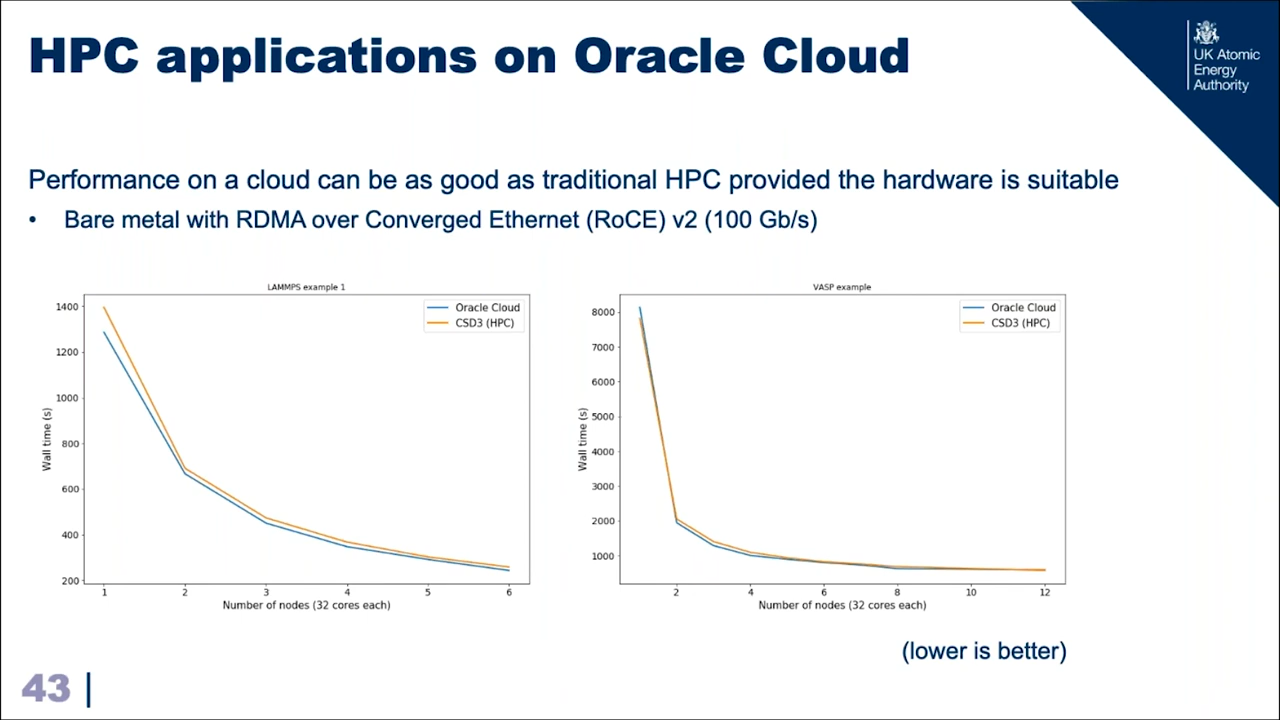 HPC applications on Oracle Cloud
UK Atomic
Energy
Authority
Performance on a cloud can be as good as traditional HPC provided the hardware is suitable
• Bare metal with RDMA over Converged Ethernet (RoCE) v2 (100 Gb/s)
LAMMPS example 1
Oracle Cloud
CSD3 (HPC)
1400
1200
1000
800
600
400
200
Wall time (s)
1 2 3 4 5 6
Number of nodes (32 cores each)
VASP example
Oracle Cloud
CSD3 (HPC)
8000
7000
6000
5000
4000
3000
2000
1000
Wall time (s)
2 4 6 8 10 12
Number of nodes (32 cores each)
(lower is better)
43